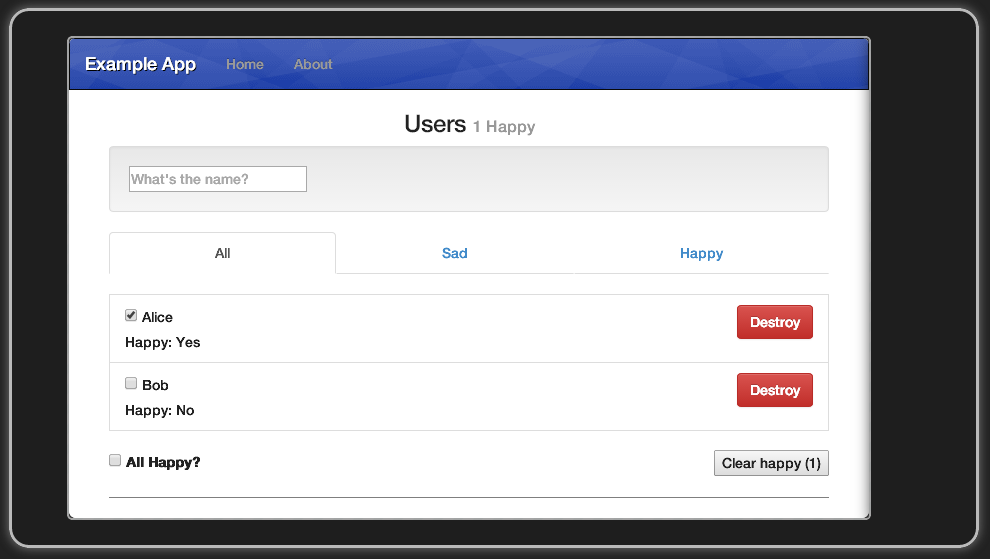 Example App Home About
Users 1 Happy
What's the name?
All Sad Happy
Alice Destroy
Happy: Yes
Bob Destroy
Happy: No
All Happy? Clear happy (1)